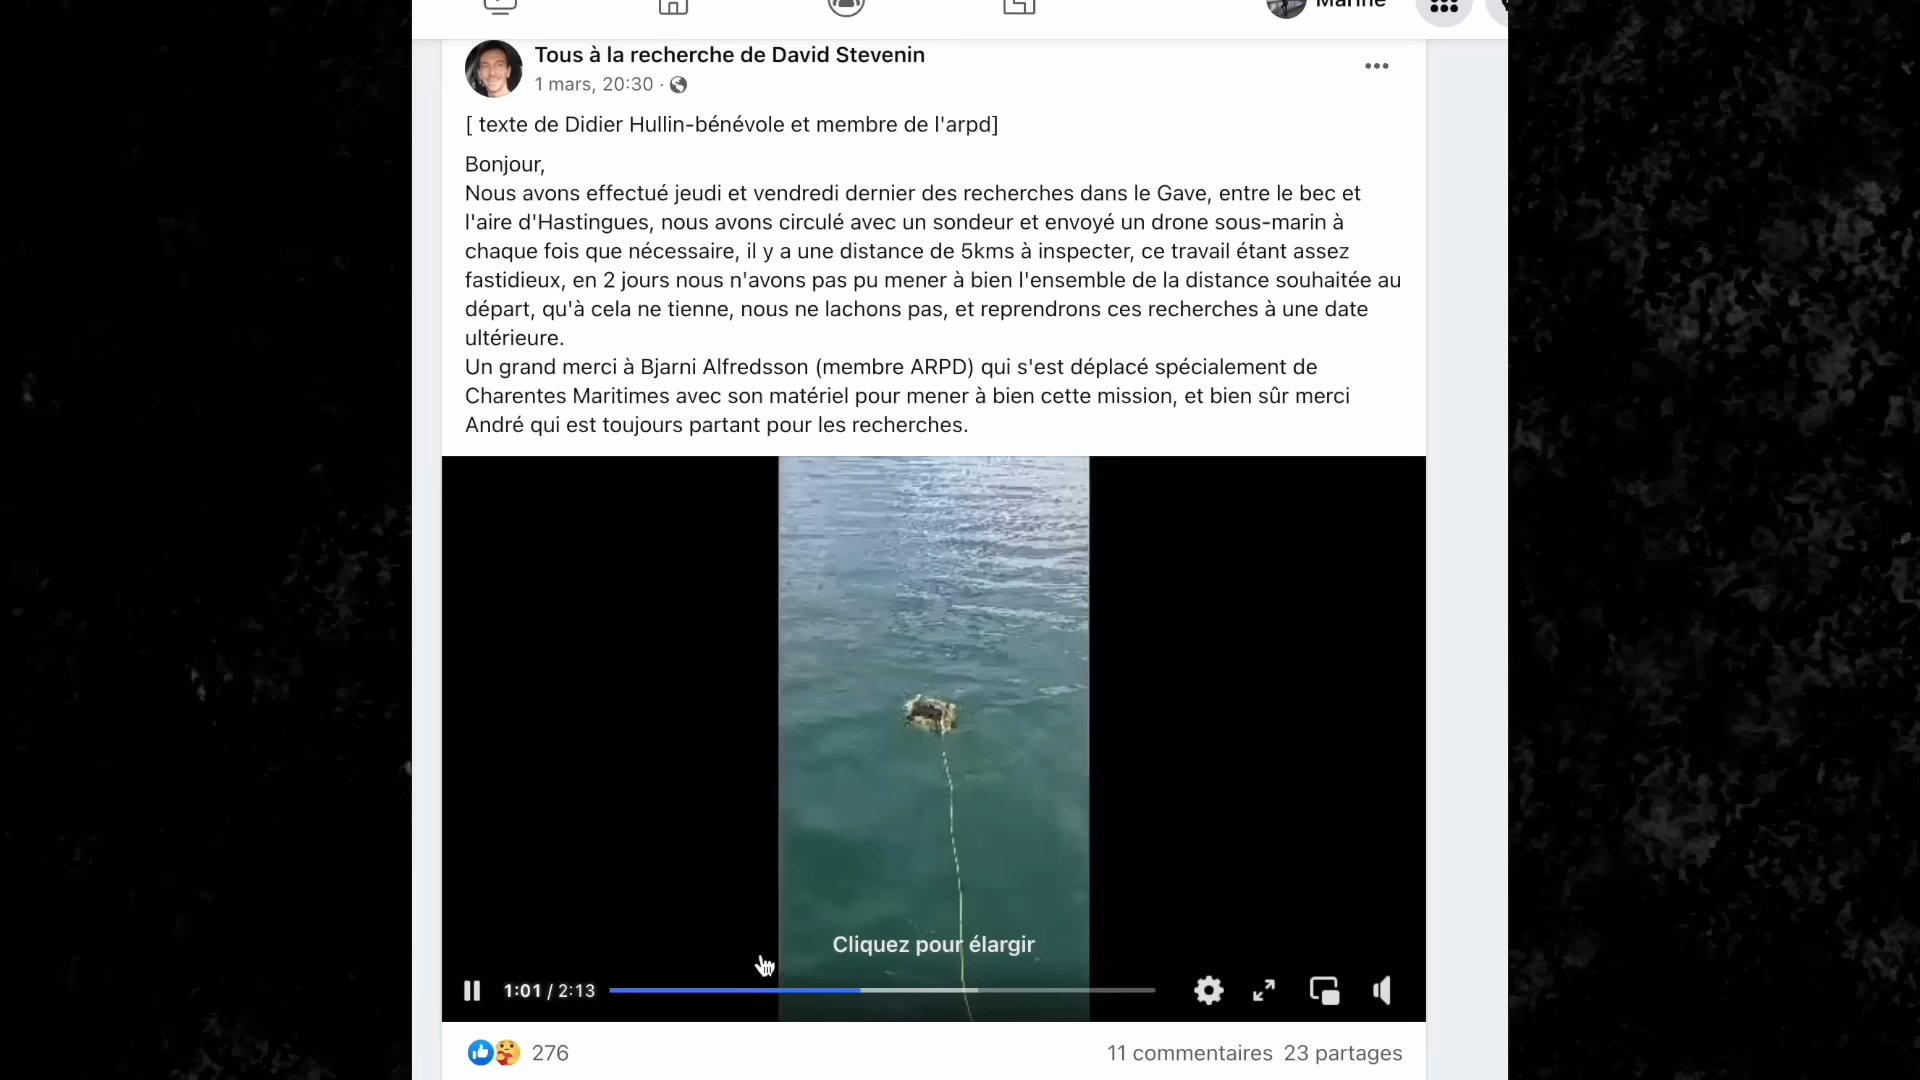 Marine
Tous à la recherche de David Stevenin
1 mars, 20:30 ·
[ texte de Didier Hullin-bénévole et membre de l'arpd]
Bonjour,
Nous avons effectué jeudi et vendredi dernier des recherches dans le Gave, entre le bec et
l'aire d'Hastingues, nous avons circulé avec un sondeur et envoyé un drone sous-marin à
chaque fois que nécessaire, il y a une distance de 5kms à inspecter, ce travail étant assez
fastidieux, en 2 jours nous n'avons pas pu mener à bien l'ensemble de la distance souhaitée au
départ, qu'à cela ne tienne, nous ne lachons pas, et reprendrons ces recherches à une date
ultérieure.
Un grand merci à Bjarni Alfredsson (membre ARPD) qui s'est déplacé spécialement de
Charentes Maritimes avec son matériel pour mener à bien cette mission, et bien sûr merci
André qui est toujours partant pour les recherches.
Cliquez pour élargir
1:01 / 2:13
276
11 commentaires 23 partages